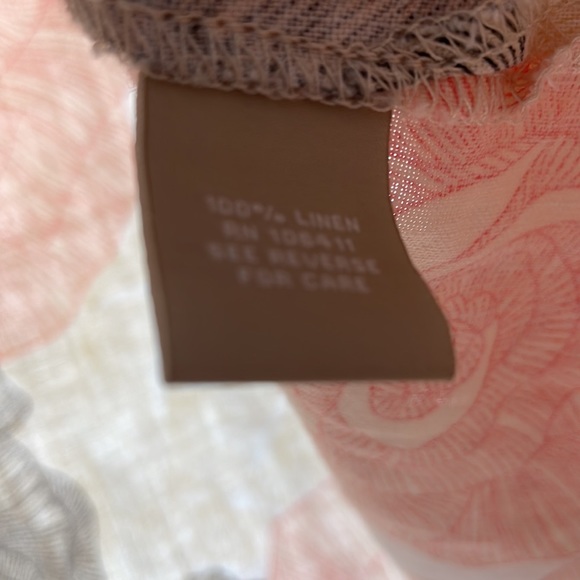 100% LINEN
RN 106411
SEE REVERSE
FOR CARE